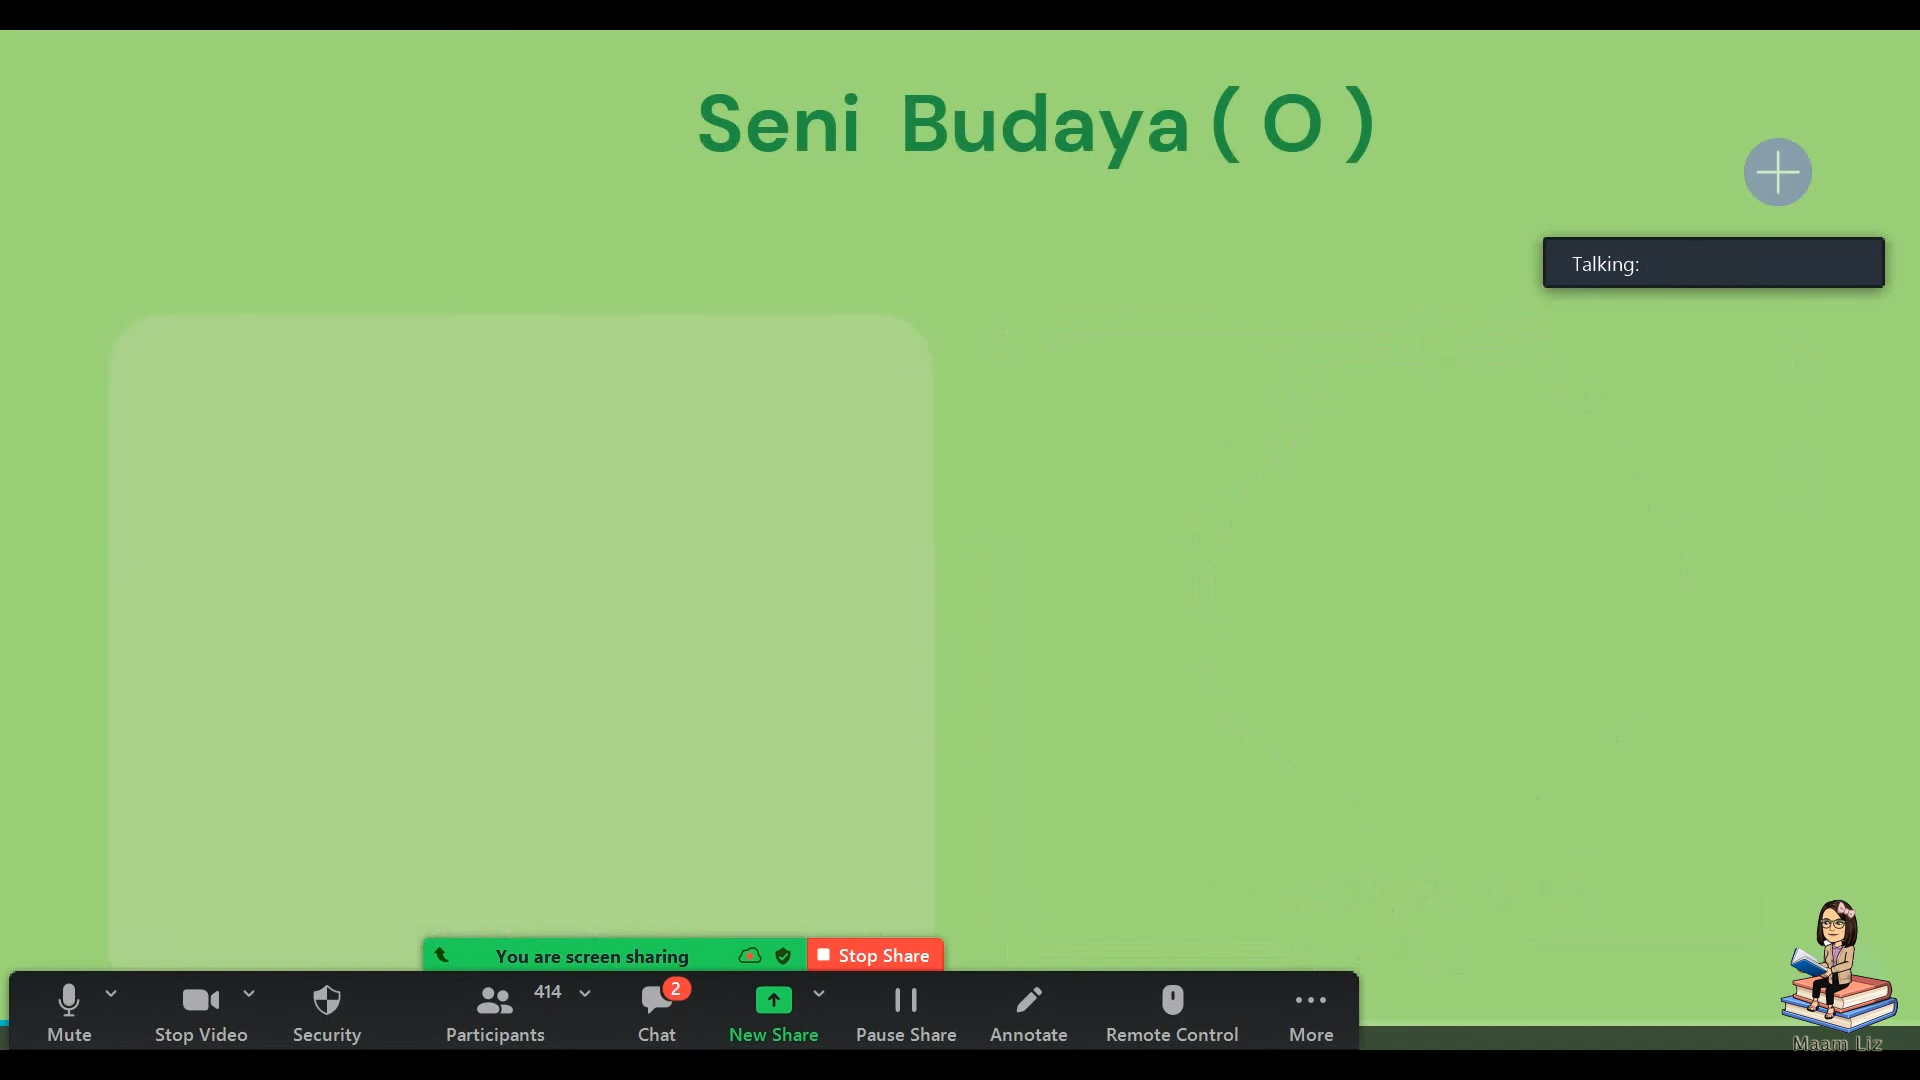 Seni Budaya ( O )
Talking:
You are screen sharing
Stop Share
414
2
Mute
Stop Video
Security
Participants
Chat
New Share
Pause Share
Annotate
Remote Control
More
Maam Liz